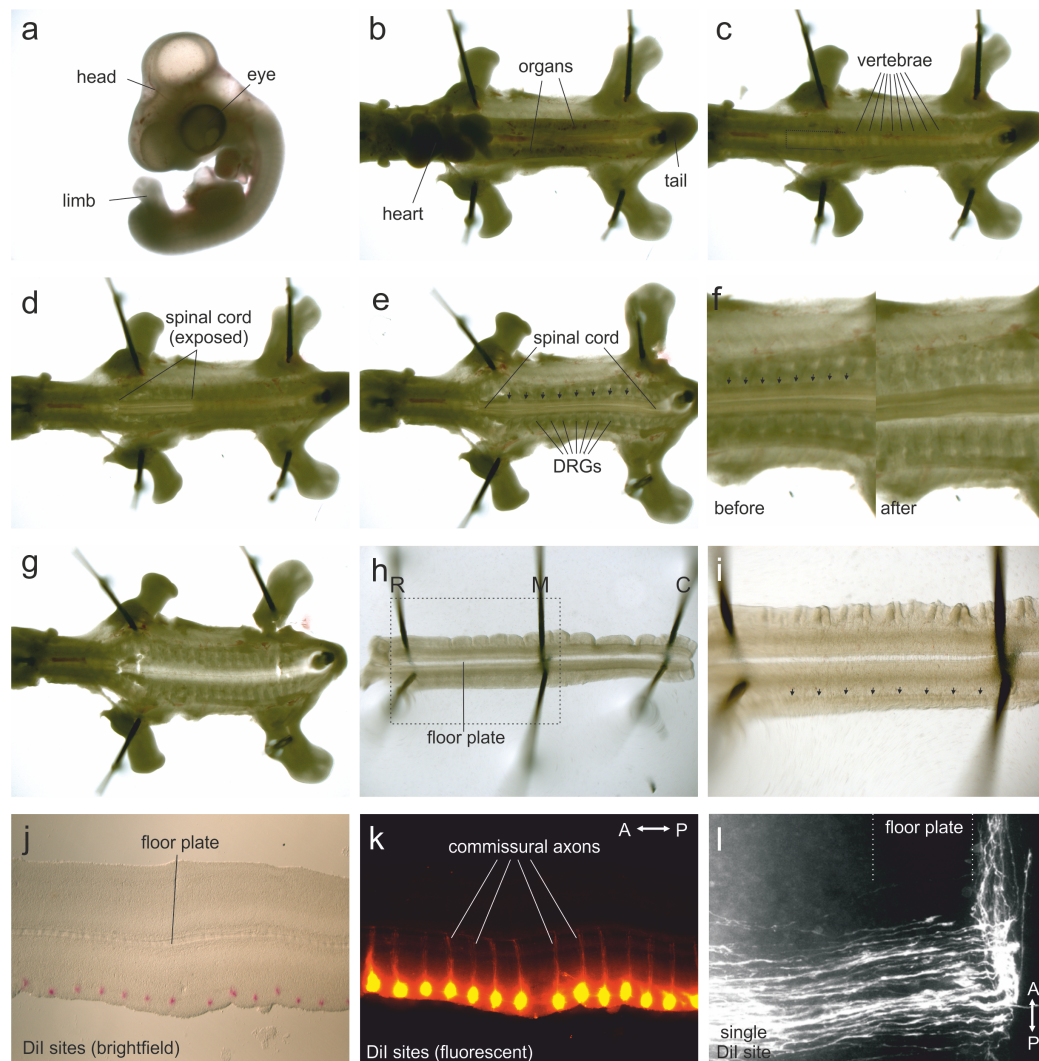 a
head
eye
limb
b
organs
heart
tail
c
vertebrae
d
spinal cord
(exposed)
e
spinal cord
DRGs
f
before
after
g
h
R
M
C
floor plate
i
j
floor plate
DiI sites (brightfield)
k
A P
commissural axons
DiI sites (fluorescent)
l
floor plate
single
DiI site
A
P